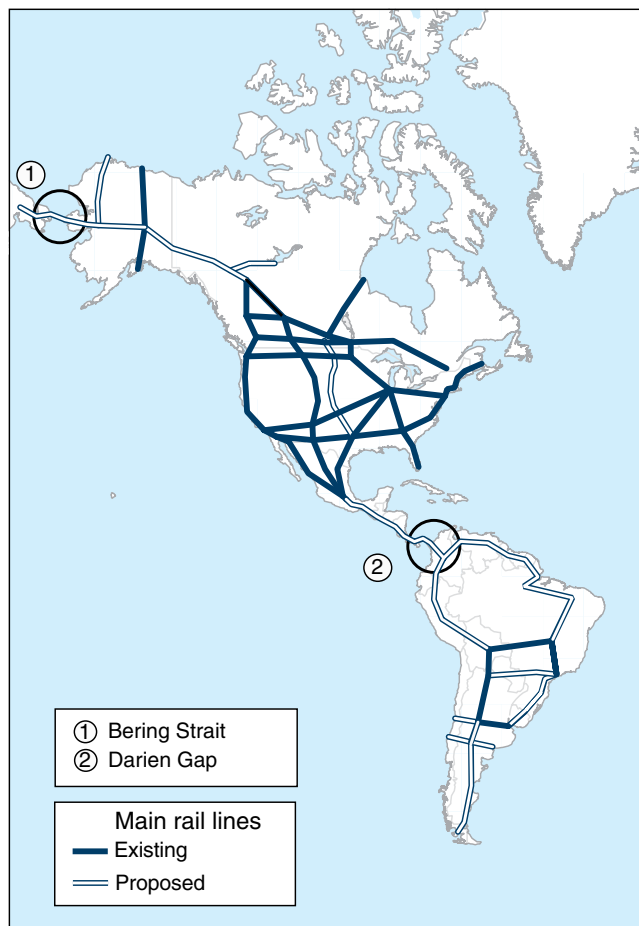 1
2
1 Bering Strait
2 Darien Gap
Main rail lines
Existing
Proposed